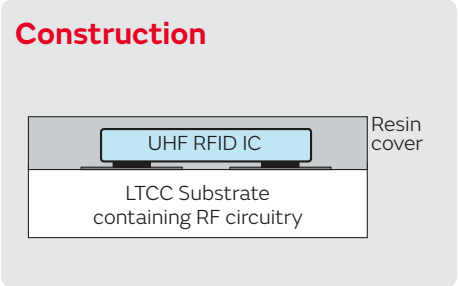 Construction
Resin
cover
UHF RFID IC
LTCC Substrate
containing RF circuitry